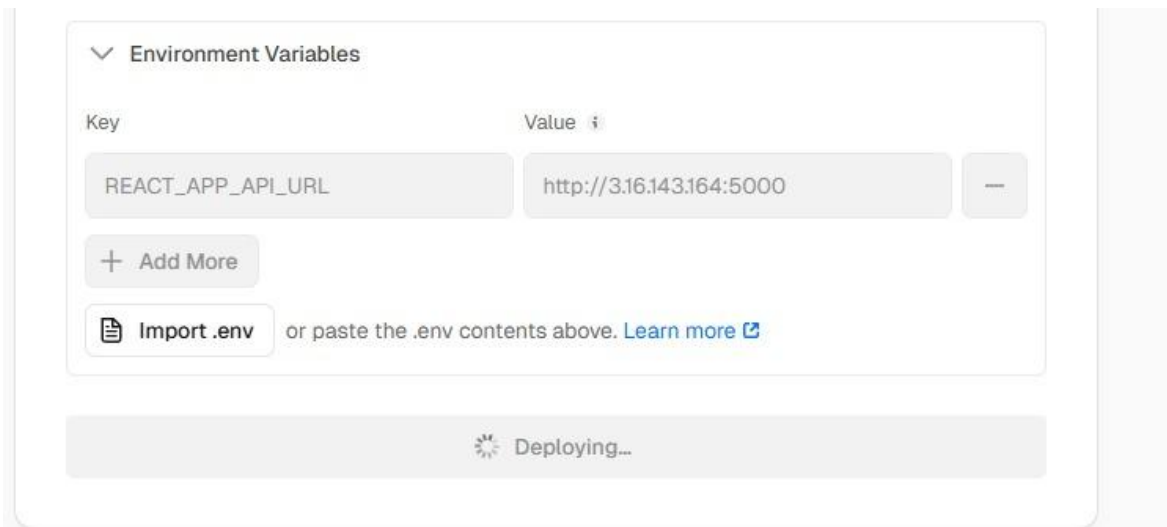 Environment Variables
Key Value i
REACT_APP_API_URL http://3.16.143.164:5000
Add More
Import .env or paste the .env contents above. Learn more
Deploying...